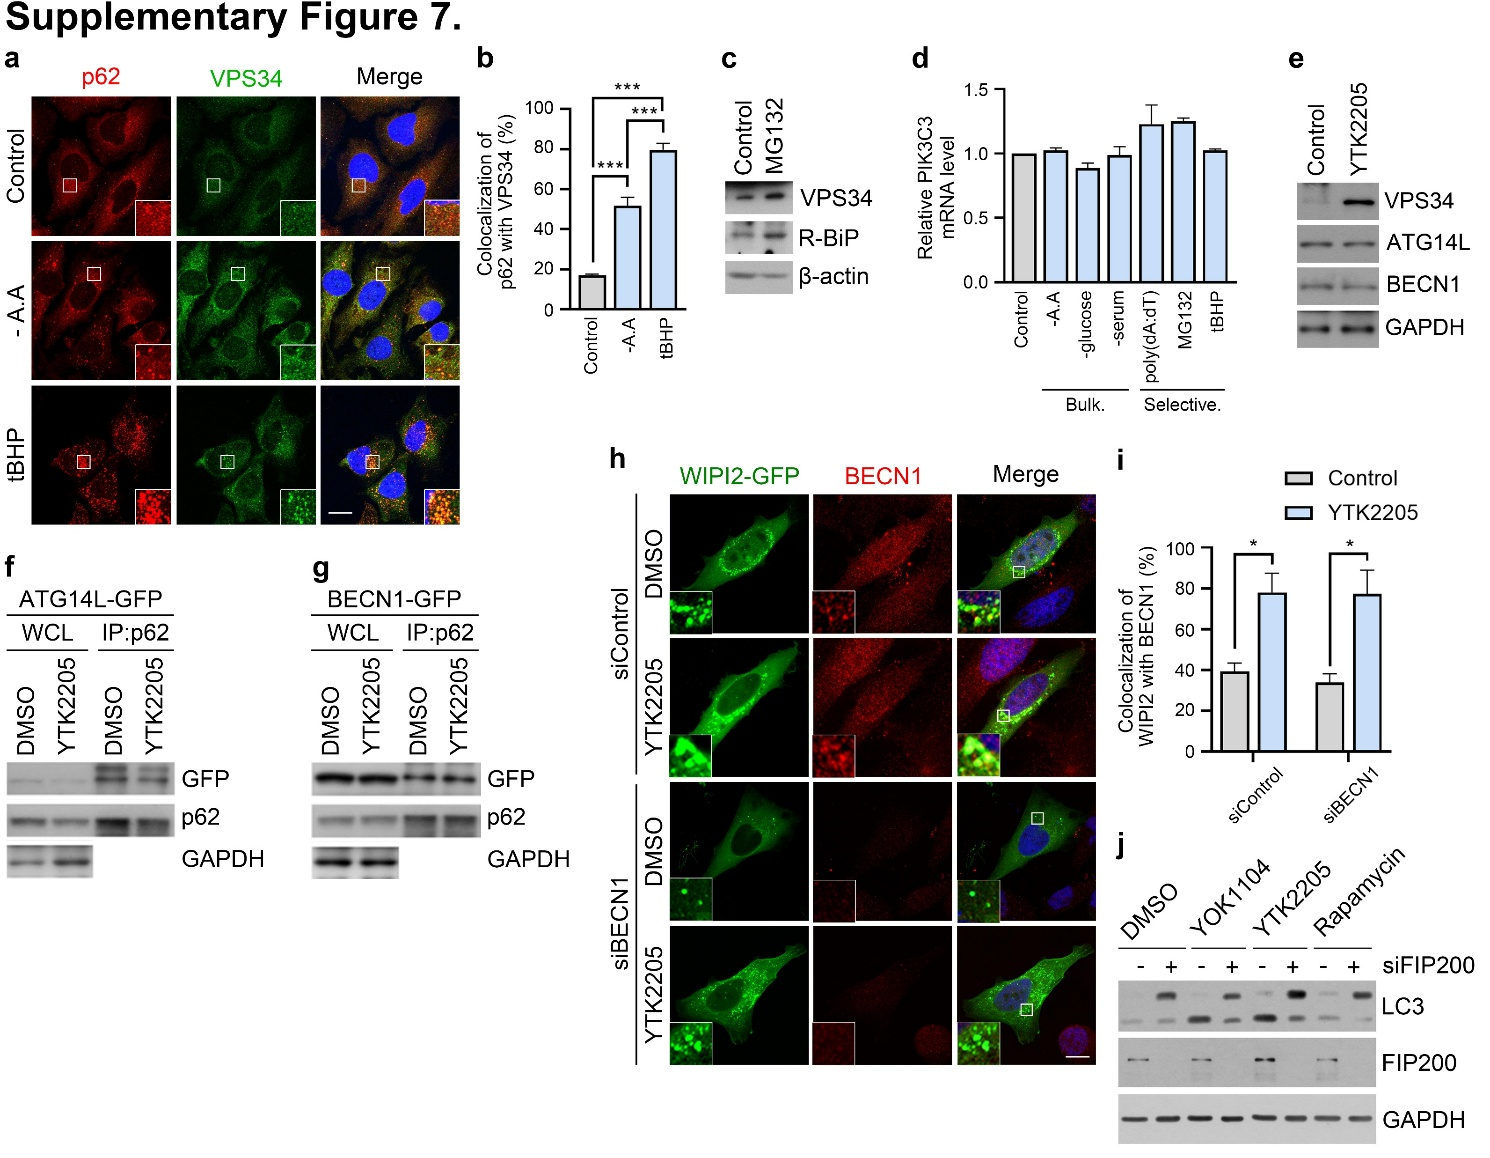 Supplementary Figure 7.
a
p62
VPS34
Merge
Control
- A.A
tBHP
b
Colocalization of
p62 with VPS34 (%)
100
80
60
40
20
0
***
***
***
Control
-A.A
tBHP
c
Control
MG132
VPS34
R-BiP
β-actin
d
Relative PIK3C3
mRNA level
1.5
1.0
0.5
0.0
Control
-A.A
-glucose
-serum
poly(dA:dT)
MG132
tBHP
Bulk.
Selective.
e
Control
YTK2205
VPS34
ATG14L
BECN1
GAPDH
f
ATG14L-GFP
WCL
IP:p62
DMSO
YTK2205
DMSO
YTK2205
GFP
p62
GAPDH
g
BECN1-GFP
WCL
IP:p62
DMSO
YTK2205
DMSO
YTK2205
GFP
p62
GAPDH
h
WIPI2-GFP
BECN1
Merge
siControl
DMSO
YTK2205
siBECN1
DMSO
YTK2205
i
Control
YTK2205
Colocalization of
WIPI2 with BECN1 (%)
100
80
60
40
20
0
*
*
siControl
siBECN1
j
DMSO
YOK1104
YTK2205
Rapamycin
- + - + - + - + siFIP200
LC3
FIP200
GAPDH